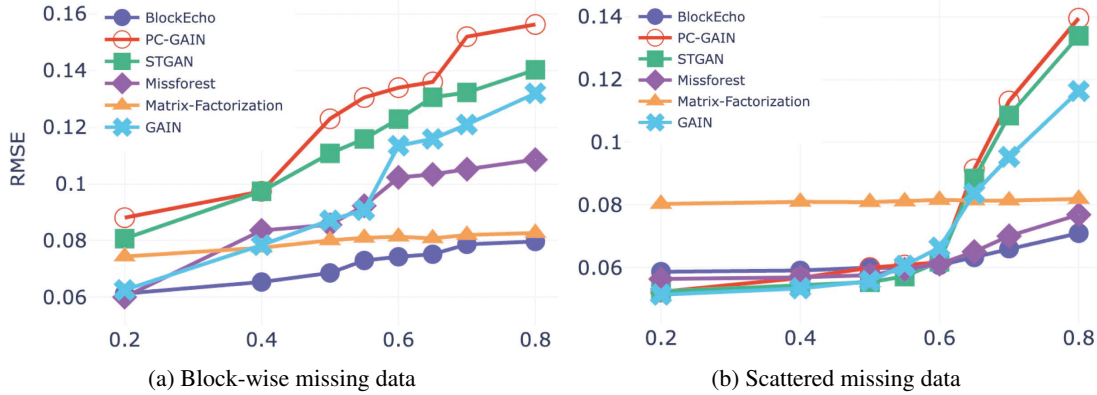 RMSE
0.16
0.14
0.12
0.1
0.08
0.06
BlockEcho
PC-GAIN
STGAN
Missforest
Matrix-Factorization
GAIN
0.2
0.4
0.6
0.8
(a) Block-wise missing data
0.14
0.12
0.1
0.08
0.06
BlockEcho
PC-GAIN
STGAN
Missforest
Matrix-Factorization
GAIN
0.2
0.4
0.6
0.8
(b) Scattered missing data